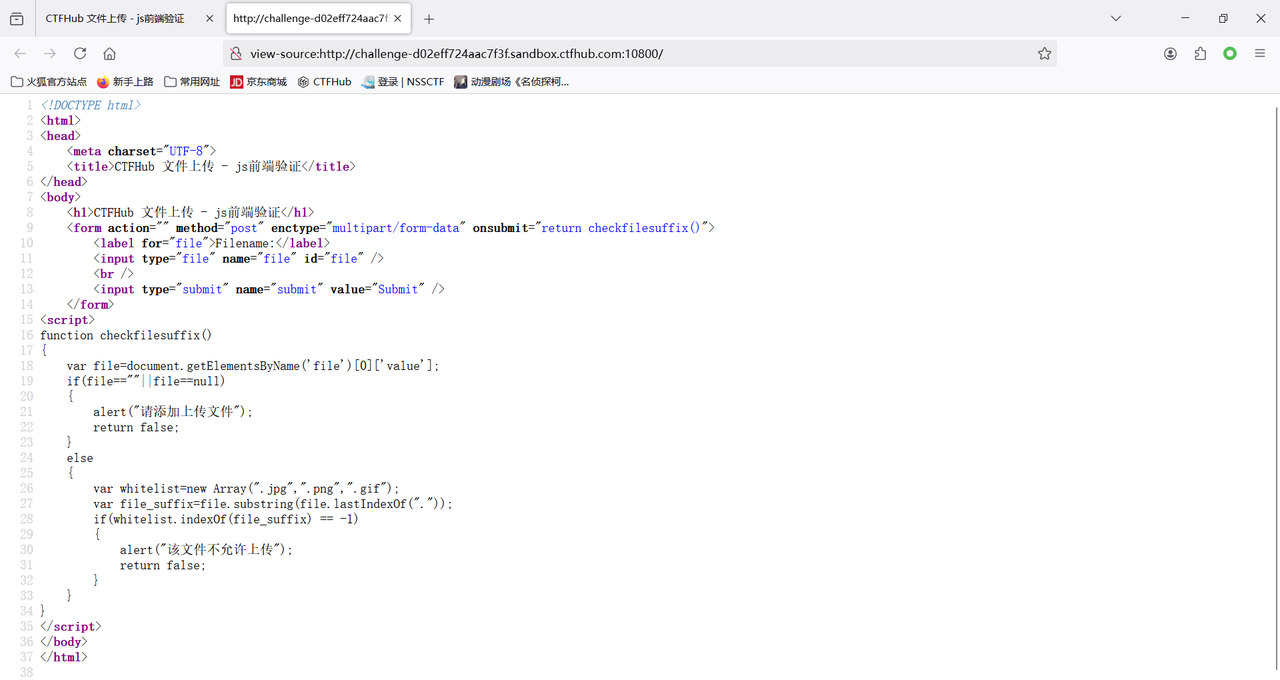 CTFHub 文件上传 - js前端验证
http://challenge-d02eff724aac7f
view-source:http://challenge-d02eff724aac7f3f.sandbox.ctfhub.com:10800/
火狐官方站点 新手上路 常用网址 JD 京东商城 CTFHub 登录 | NSSCTF 动漫剧场《名侦探柯...
1 <!DOCTYPE html>
2 <html>
3 <head>
4 <meta charset="UTF-8">
5 <title>CTFHub 文件上传 - js前端验证</title>
6 </head>
7 <body>
8 <h1>CTFHub 文件上传 - js前端验证</h1>
9 <form action="" method="post" enctype="multipart/form-data" onsubmit="return checkfilesuffix()">
10 <label for="file">Filename:</label>
11 <input type="file" name="file" id="file" />
12 <br />
13 <input type="submit" name="submit" value="Submit" />
14 </form>
15 <script>
16 function checkfilesuffix()
17 {
18 var file=document.getElementsByName('file')[0]['value'];
19 if(file==""||file==null)
20 {
21 alert("请添加上传文件");
22 return false;
23 }
24 else
25 {
26 var whitelist=new Array(".jpg",".png",".gif");
27 var file_suffix=file.substring(file.lastIndexOf("."));
28 if(whitelist.indexOf(file_suffix) == -1)
29 {
30 alert("该文件不允许上传");
31 return false;
32 }
33 }
34 }
35 </script>
36 </body>
37 </html>
38